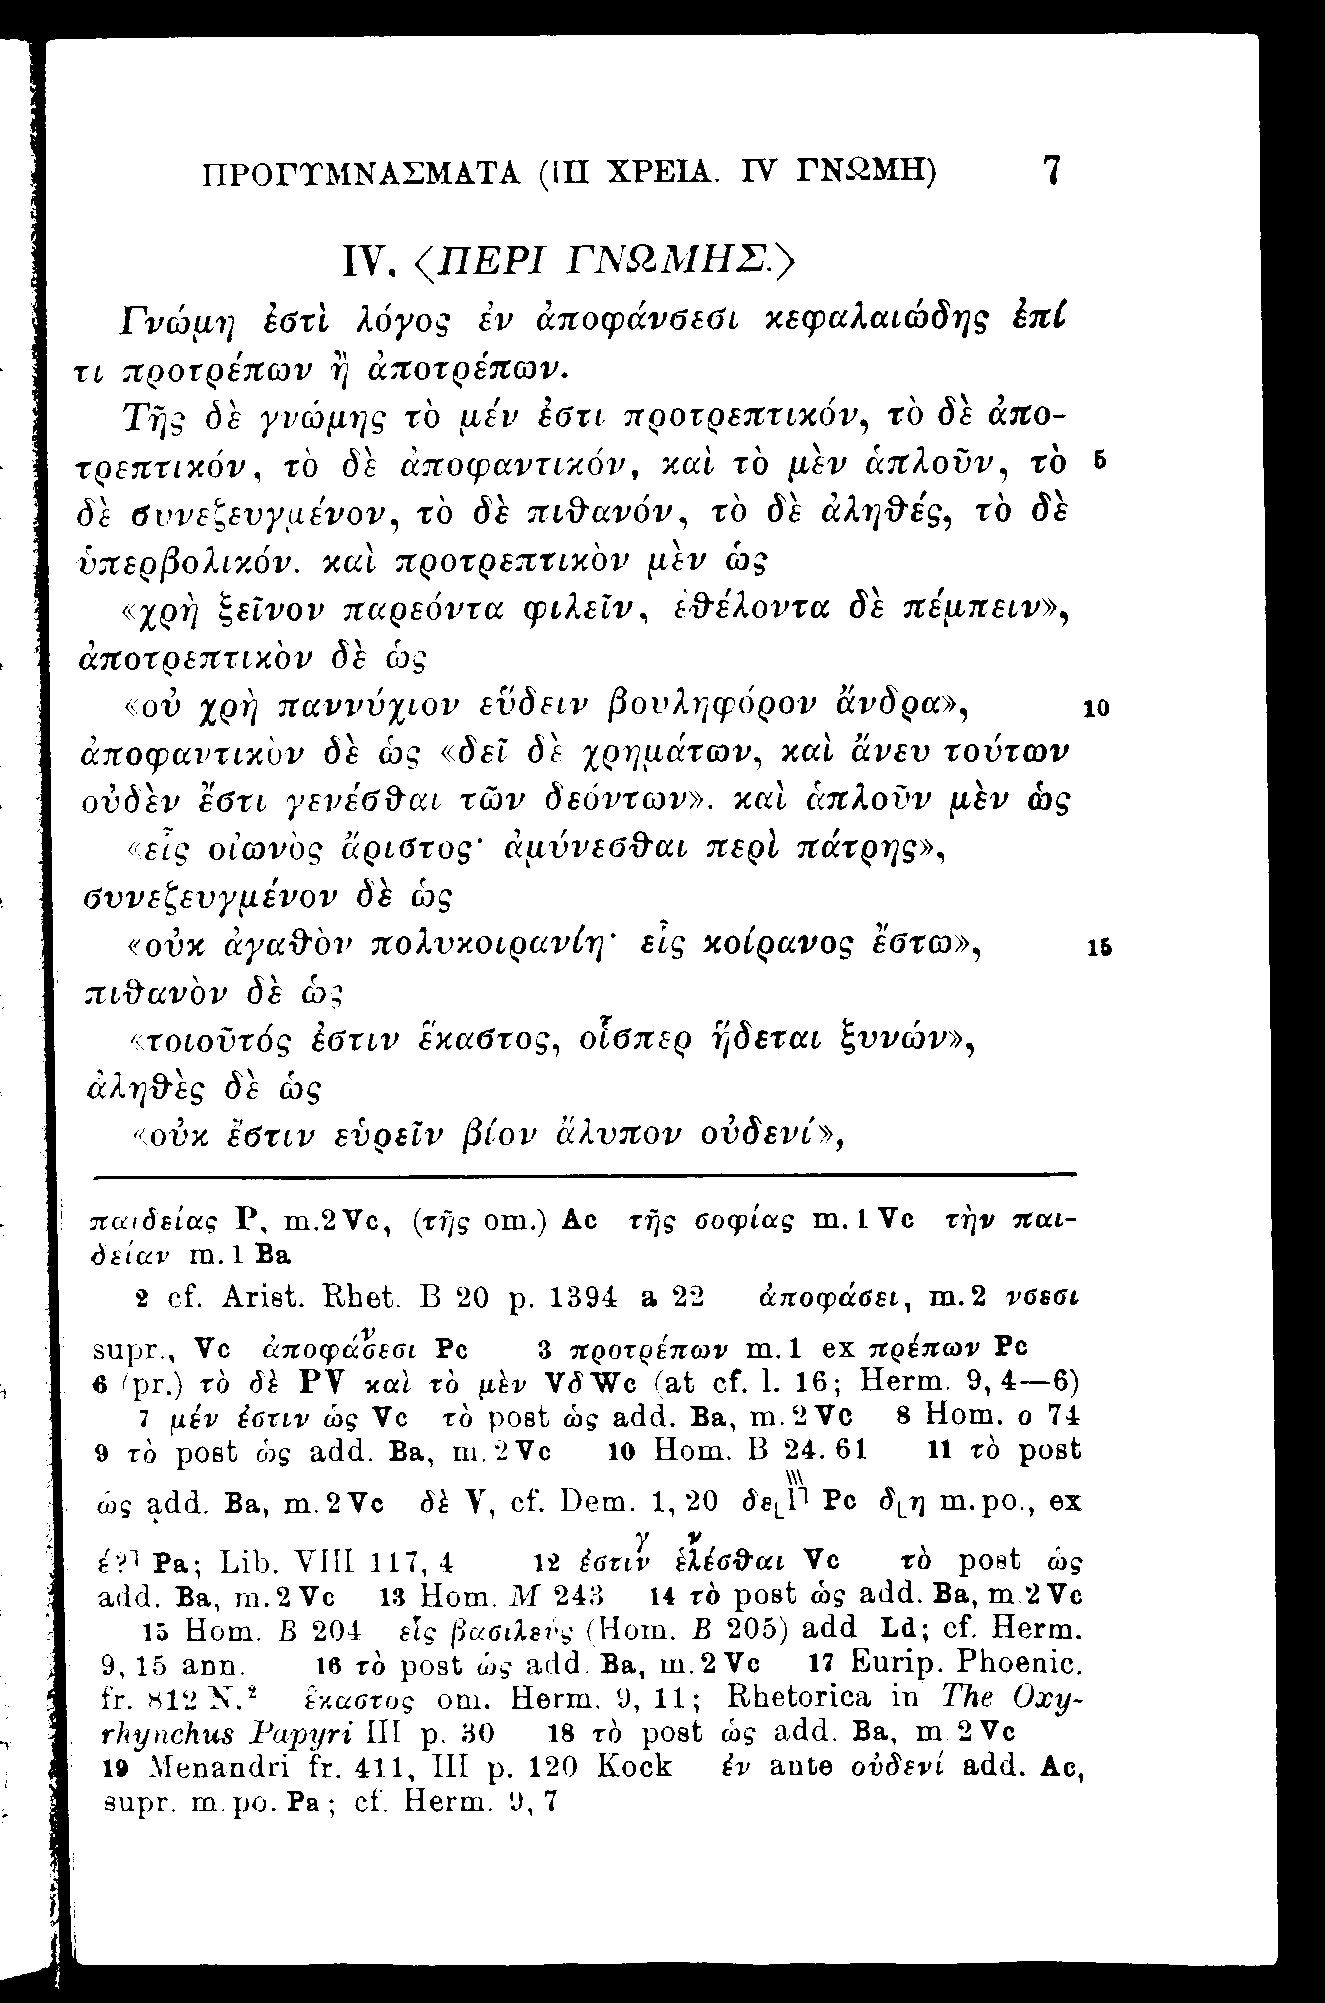 ΠΡΟΓΥΜΝΑΣΜΑΤΑ (III ΧΡΕΙΑ. IV ΓΝΩΜΗ) 7
IV. 〈ΠΕΡΙ ΓΝΩΜΗΣ.〉
Γνώμη ἐστὶ λόγος ἐν ἀποφάνσεσι κεφαλαιώδης ἐπί
τι προτρέπων ἢ ἀποτρέπων.
Τῆς δὲ γνώμης τὸ μέν ἐστι προτρεπτικόν, τὸ δὲ ἀπο-
τρεπτικόν, τὸ δὲ ἀποφαντικόν, καὶ τὸ μὲν ἁπλοῦν, τὸ 5
δὲ συνεζευγμένον, τὸ δὲ πιθανόν, τὸ δὲ ἀληθές, τὸ δὲ
ὑπερβολικόν. καὶ προτρεπτικὸν μὲν ὡς
«χρὴ ξεῖνον παρεόντα φιλεῖν, ἐθέλοντα δὲ πέμπειν»,
ἀποτρεπτικὸν δὲ ὡς
«οὐ χρὴ παννύχιον εὕδειν βουληφόρον ἄνδρα», 10
ἀποφαντικὸν δὲ ὡς «δεῖ δὲ χρημάτων, καὶ ἄνευ τούτων
οὐδὲν ἔστι γενέσθαι τῶν δεόντων». καὶ ἁπλοῦν μὲν ὡς
«εἷς οἰωνὸς ἄριστος· ἀμύνεσθαι περὶ πάτρης»,
συνεζευγμένον δὲ ὡς
«οὐκ ἀγαθὸν πολυκοιρανίη· εἷς κοίρανος ἔστω», 15
πιθανὸν δὲ ὡς
«τοιοῦτός ἐστιν ἕκαστος, οἷσπερ ἥδεται ξυνών»,
ἀληθὲς δὲ ὡς
«οὐκ ἔστιν εὑρεῖν βίον ἄλυπον οὐδενί»,
παιδείας P, m.2 Vc, (τῆς om.) Ac τῆς σοφίας m.1 Vc τὴν παι-
δείαν m.1 Ba
2 cf. Arist. Rhet. B 20 p. 1394 a 22 ἀποφάσει, m.2 νσεσι
supr., Vc ἀποφάσεσι Pc 3 προτρέπων m.1 ex πρέπων Pc
6 (pr.) τὸ δὲ PV καὶ τὸ μὲν VδWc (at cf. l. 16; Herm. 9, 4—6)
7 μέν ἐστιν ὡς Vc τὸ post ὡς add. Ba, m.2 Vc 8 Hom. ο 74
9 τὸ post ὡς add. Ba, m.2 Vc 10 Hom. B 24. 61 11 τὸ post
ὡς add. Ba, m.2 Vc δὲ V, cf. Dem. 1, 20 Pc m.po., ex
Pa; Lib. VIII 117, 4 12 ἐστιν ἑλέσθαι Vc τὸ post ὡς
add. Ba, m.2 Vc 13 Hom. M 243 14 τὸ post ὡς add. Ba, m 2 Vc
15 Hom. B 204 εἷς βασιλεύς (Hom. B 205) add Ld; cf. Herm.
9, 15 ann. 16 τὸ post ὡς add. Ba, m.2 Vc 17 Eurip. Phoenic.
fr. 812 N.² ἕκαστος om. Herm. 9, 11; Rhetorica in The Oxy-
rhynchus Papyri III p. 30 18 τὸ post ὡς add. Ba, m 2 Vc
19 Menandri fr. 411, III p. 120 Kock ἐν ante οὐδενί add. Ac,
supr. m.po. Pa; cf. Herm. 9, 7